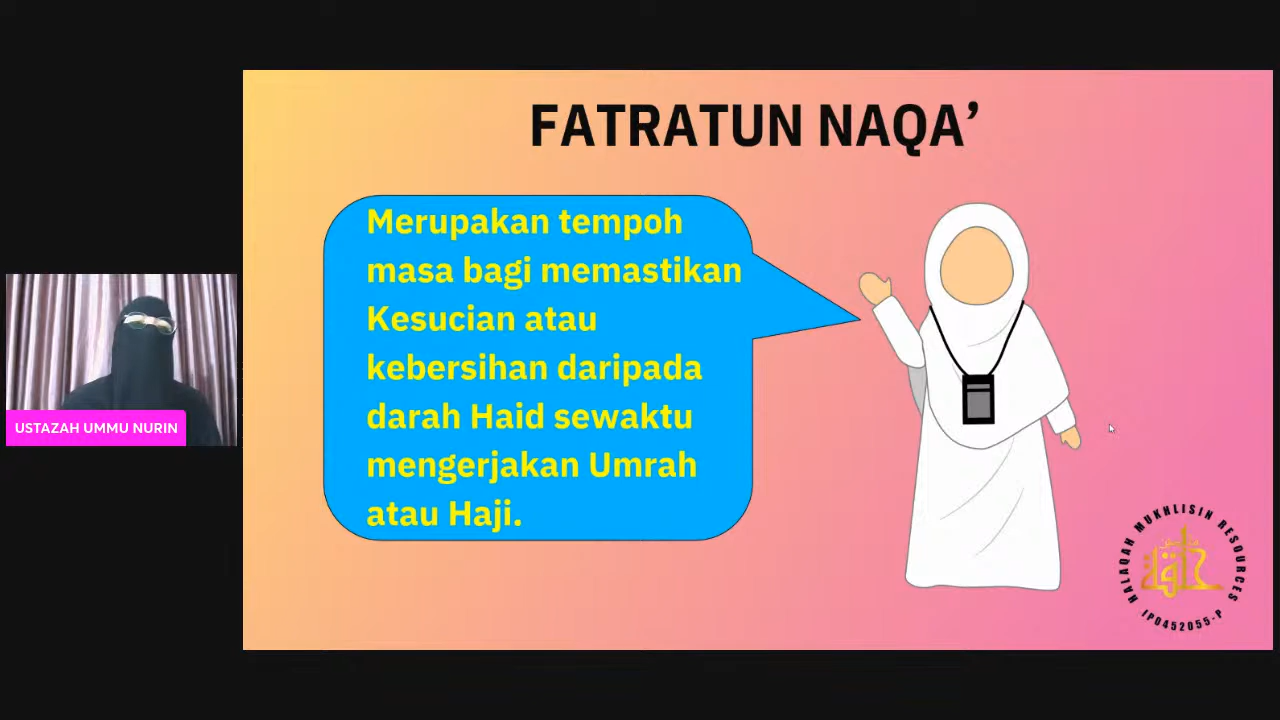 FATRATUN NAQA’
Merupakan tempoh
masa bagi memastikan
Kesucian atau
kebersihan daripada
darah Haid sewaktu
mengerjakan Umrah
atau Haji.
USTAZAH UMMU NURIN
HALAQAH MUKHLISIN RESOURCES
IP0452055-P